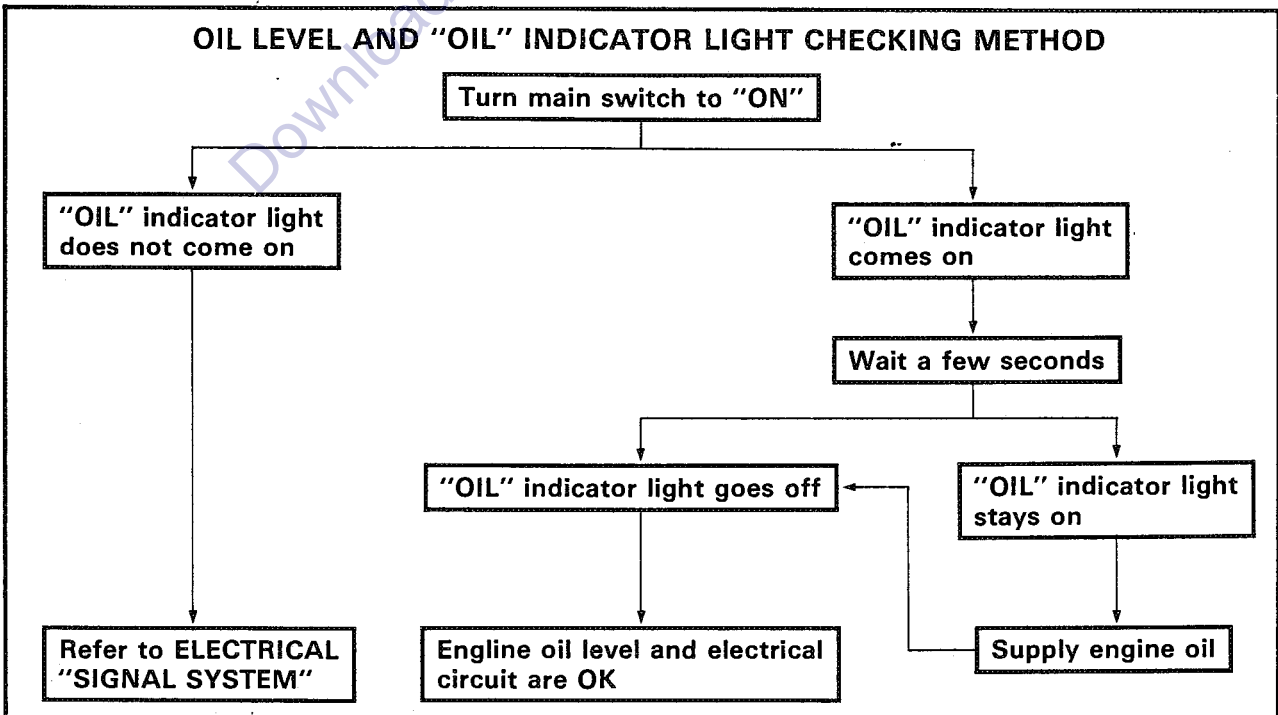 OIL LEVEL AND "OIL" INDICATOR LIGHT CHECKING METHOD
Turn main switch to "ON"
"OIL" indicator light
does not come on
"OIL" indicator light
comes on
Wait a few seconds
"OIL" indicator light goes off
"OIL" indicator light
stays on
Refer to ELECTRICAL
"SIGNAL SYSTEM"
Engline oil level and electrical
circuit are OK
Supply engine oil